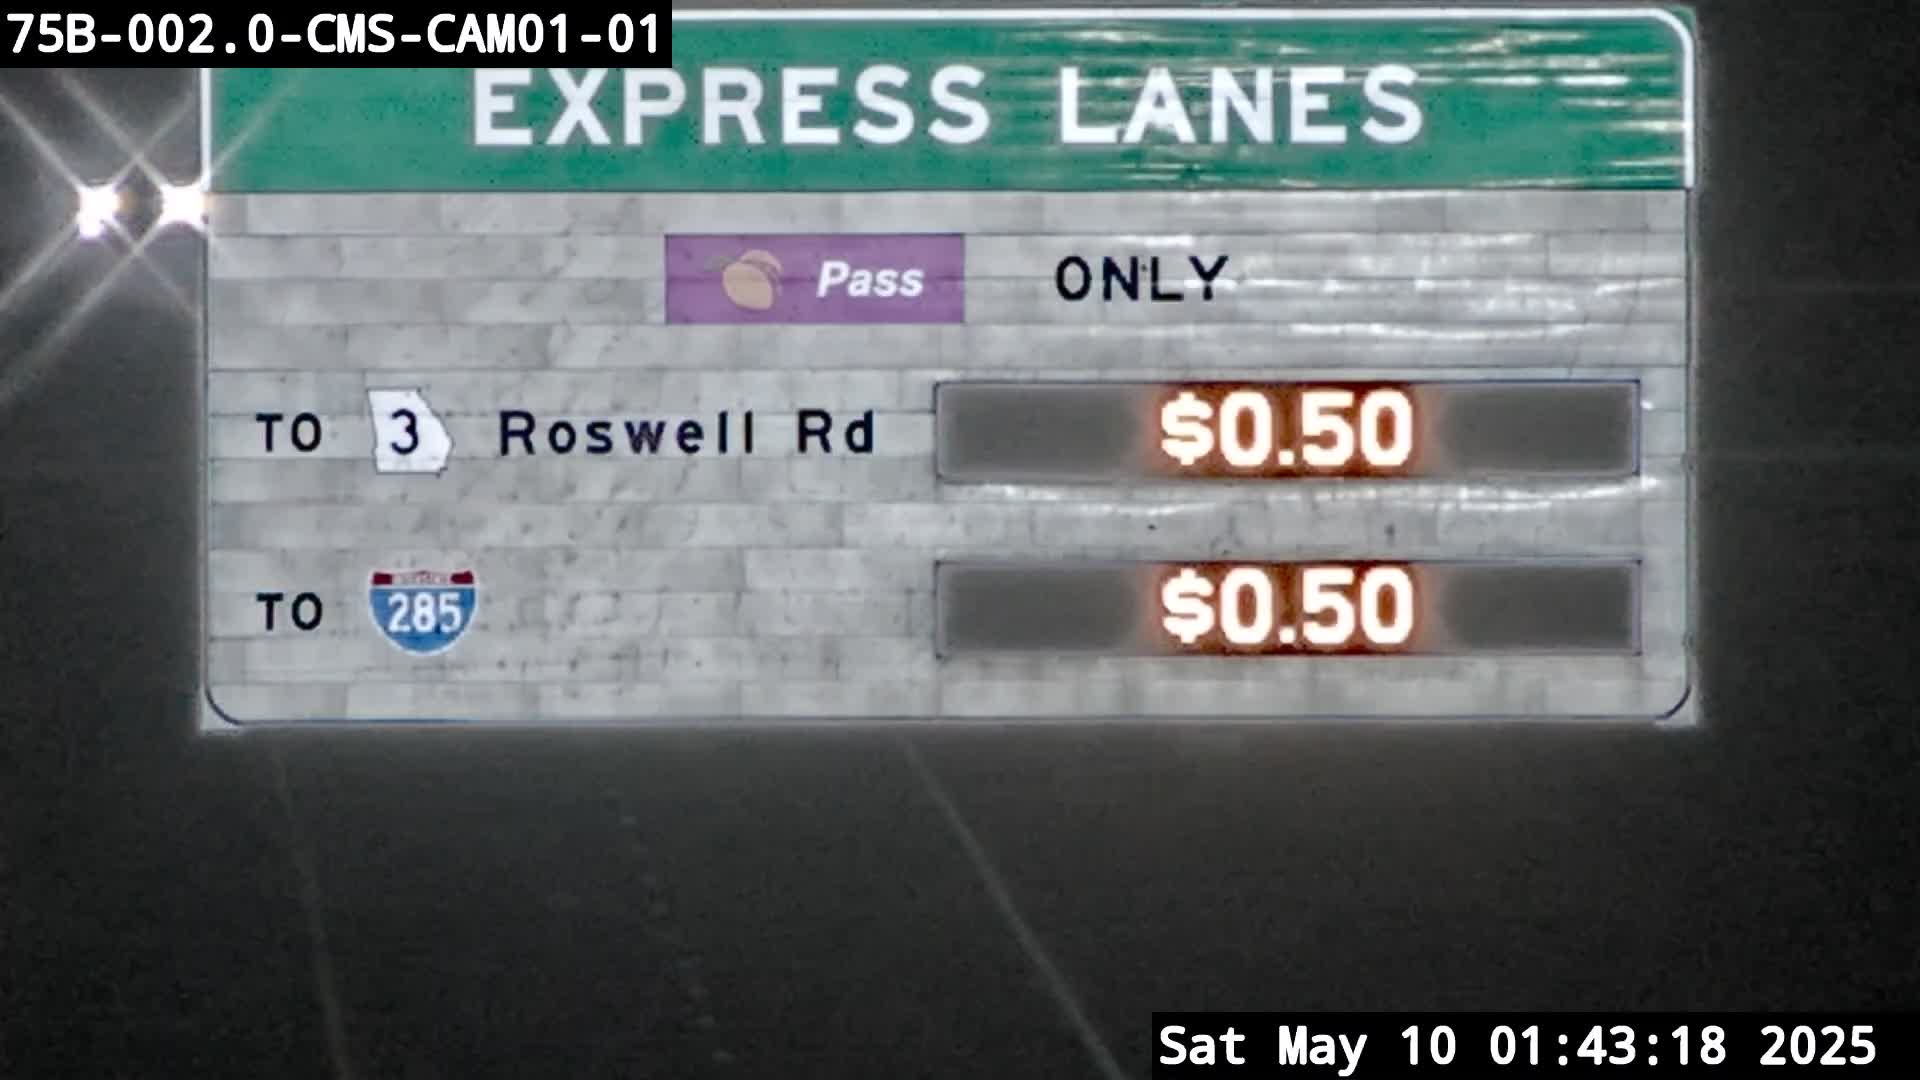 75B-002.0-CMS-CAM01-01
EXPRESS LANES
Pass ONLY
TO 3 Roswell Rd $0.50
TO 285 $0.50
Sat May 10 01:43:18 2025